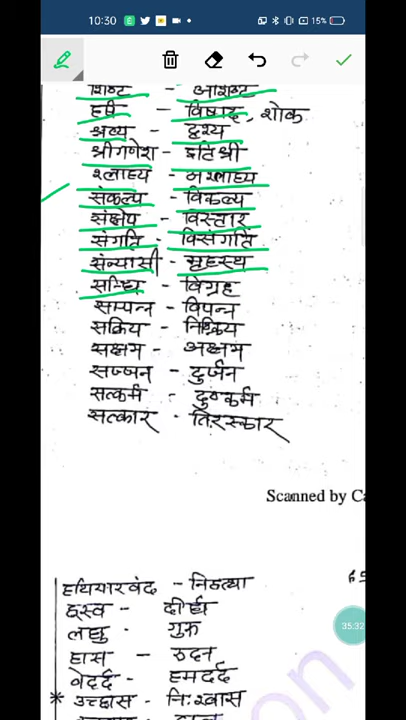 10:30
15%
शिष्ट - अशिष्ट
हर्ष - विषाद, शोक
श्रव्य - दृश्य
श्रीगणेश - इतिश्री
श्लाघ्य - अश्लाघ्य
संकल्प - विकल्प
संक्षेप - विस्तार
संगति - विसंगति
संन्यासी - गृहस्थ
सन्धि - विग्रह
सम्पन्न - विपन्न
सक्रिय - निष्क्रिय
सक्षम - अक्षम
सज्जन - दुर्जन
सत्कर्म - दुष्कर्म
सत्कार - तिरस्कार
Scanned by Ca
हथियारबंद - निहत्था
ह्रस्व - दीर्घ
लघु - गुरु
35:32
हास - रुदन
बेदर्द - हमदर्द
* उच्छ्वास - निःश्वास